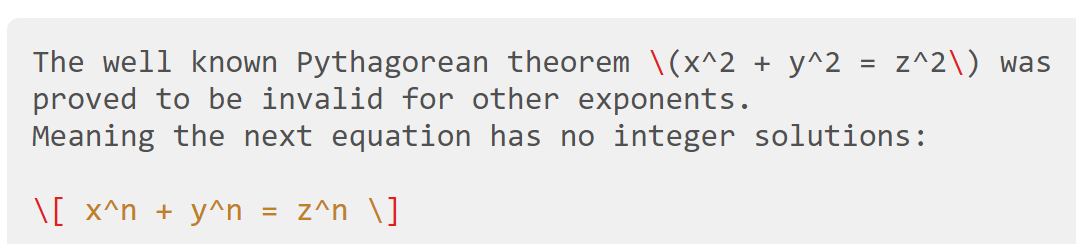 The well known Pythagorean theorem \(x^2 + y^2 = z^2\) was
proved to be invalid for other exponents.
Meaning the next equation has no integer solutions:
\[ x^n + y^n = z^n \]